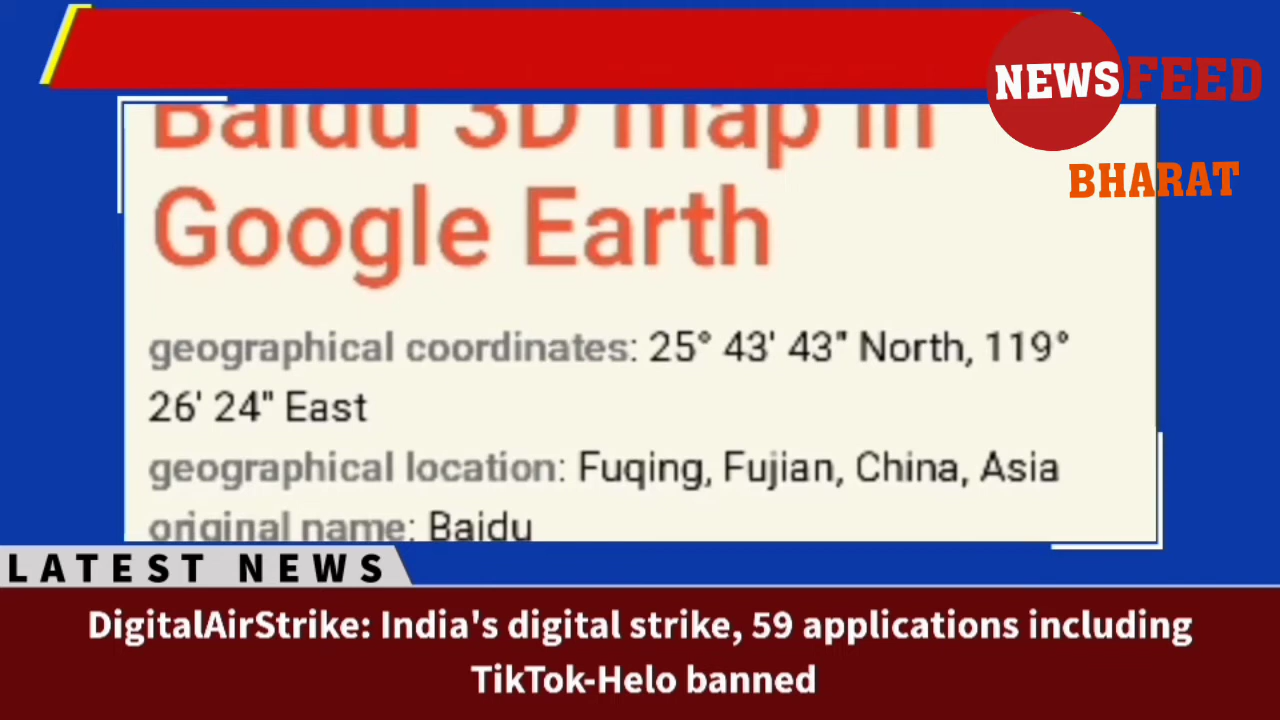 NEWSFEED
BHARAT
Baidu 3D map in
Google Earth
geographical coordinates: 25° 43' 43" North, 119°
26' 24" East
geographical location: Fuqing, Fujian, China, Asia
original name: Baidu
LATEST NEWS
DigitalAirStrike: India's digital strike, 59 applications including
TikTok-Helo banned